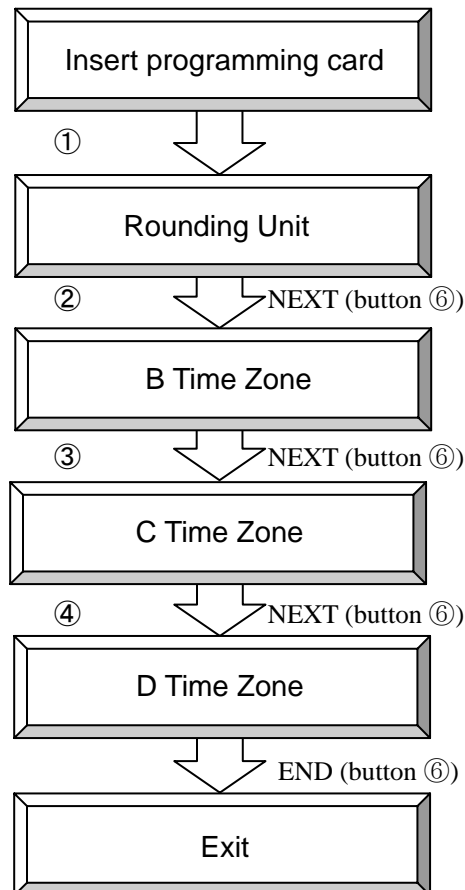 Insert programming card
①
Rounding Unit
② NEXT (button ⑥)
B Time Zone
③ NEXT (button ⑥)
C Time Zone
④ NEXT (button ⑥)
D Time Zone
END (button ⑥)
Exit